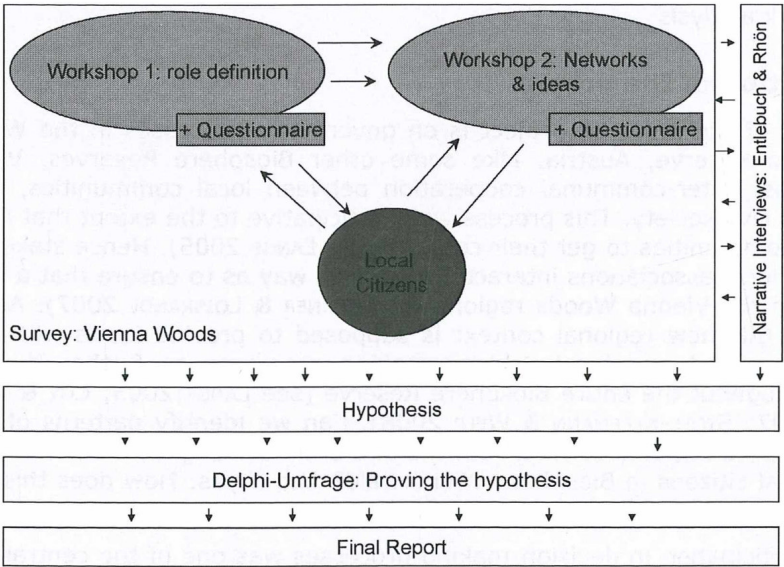 Workshop 1: role definition
Workshop 2: Networks
& ideas
+ Questionnaire
+ Questionnaire
Local
Citizens
Survey: Vienna Woods
Narrative Interviews: Entlebuch & Rhön
Hypothesis
Delphi-Umfrage: Proving the hypothesis
Final Report